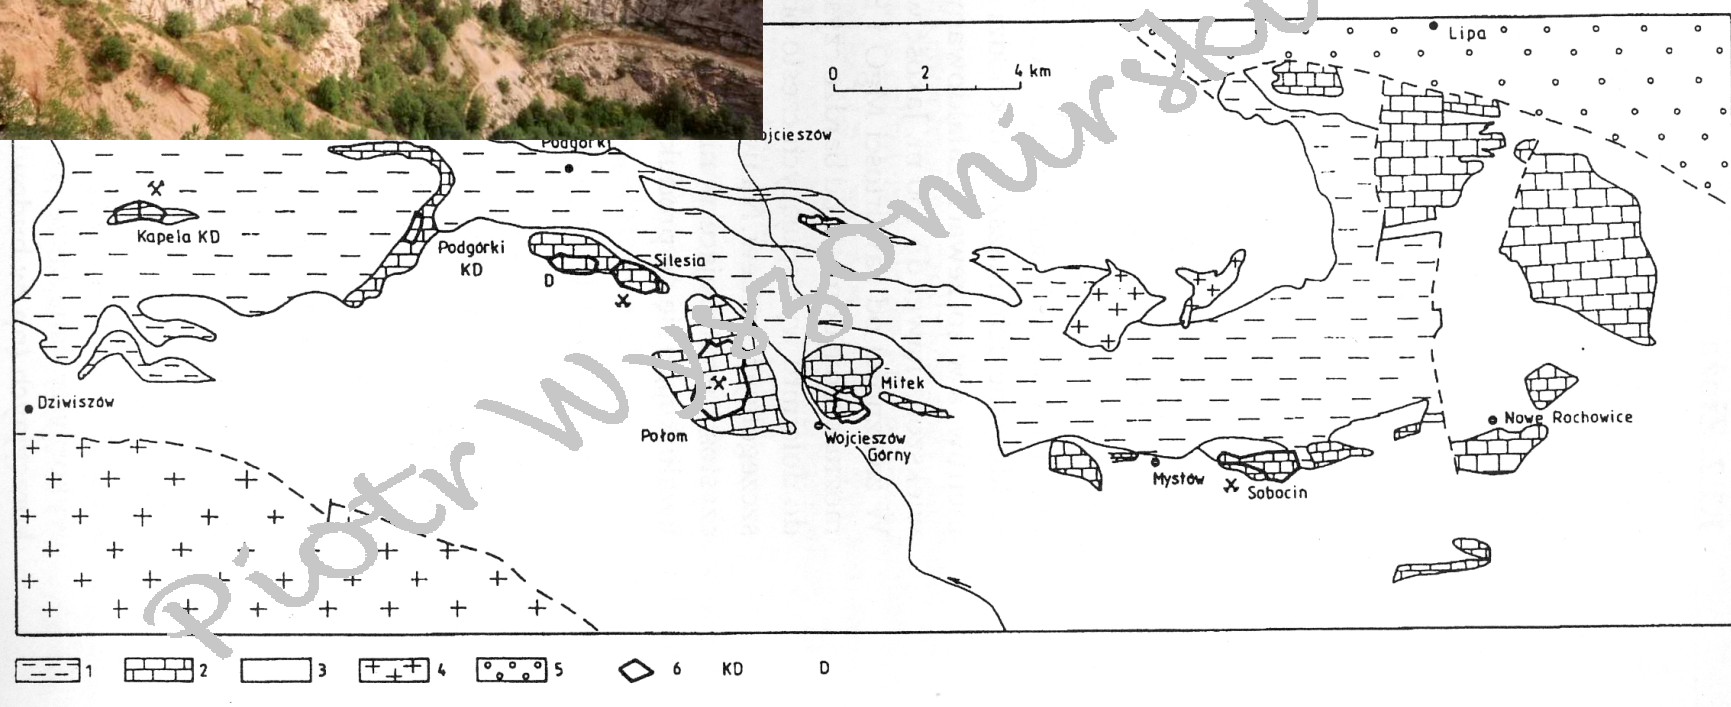 Lipa
0 2 4 km
Wojcieszów
Podgórki
Kapela KD
Podgórki
KD
Silesia
D
Dziwiszów
Połom
Miłek
Wojcieszów
Górny
Mysłów
Sobocin
Nowe Rochowice
Piotr Wyszomirski
1 2 3 4 5 6 KD D